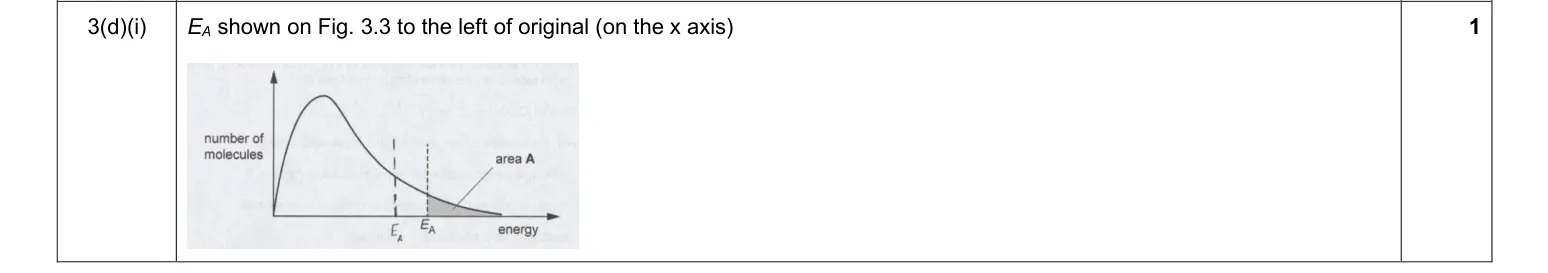 3(d)(i)
EA shown on Fig. 3.3 to the left of original (on the x axis)
1
number of
molecules
area A
EA
EA
energy